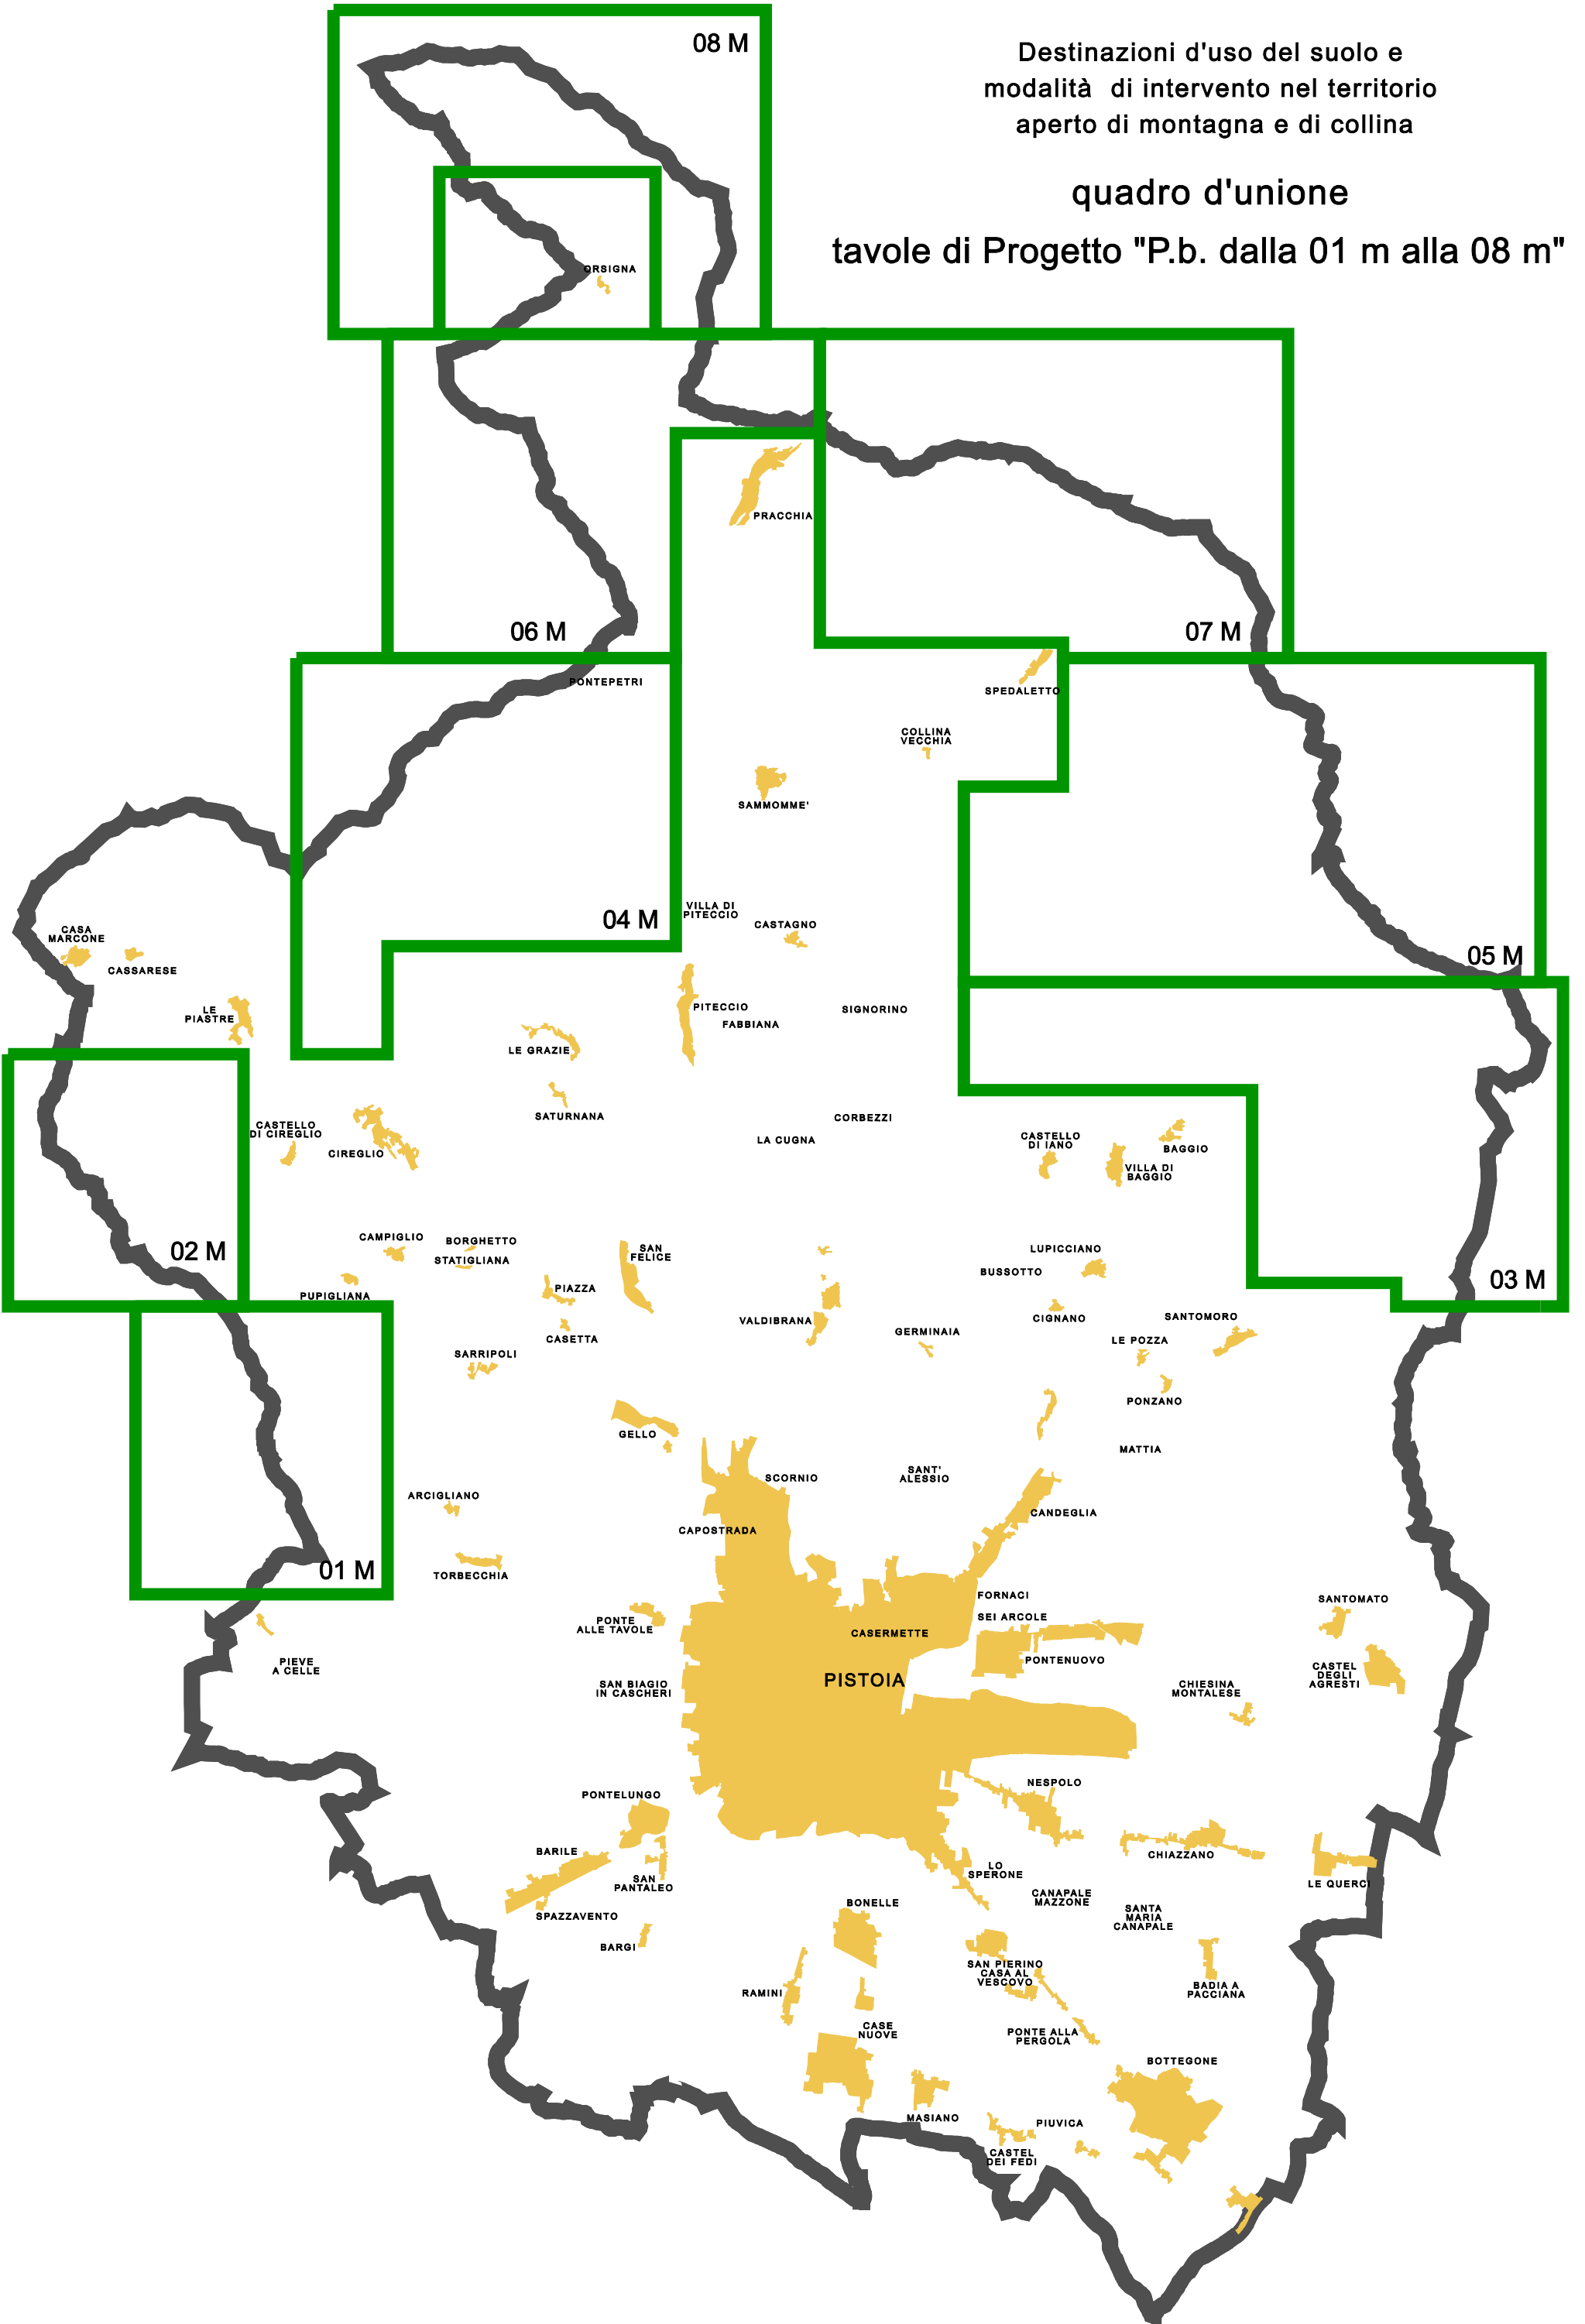 08 M
Destinazioni d'uso del suolo e
modalità di intervento nel territorio
aperto di montagna e di collina
quadro d'unione
tavole di Progetto "P.b. dalla 01 m alla 08 m"
ORSIGNA
PRACCHIA
06 M
07 M
PONTEPETRI
SPEDALETTO
COLLINA
VECCHIA
SAMMOMME'
VILLA DI
PITECCIO
04 M
CASTAGNO
CASA
MARCONE
CASSARESE
05 M
LE
PIASTRE
PITECCIO
FABBIANA
SIGNORINO
LE GRAZIE
SATURNANA
CORBEZZI
LA CUGNA
CASTELLO
DI CIREGLIO
CIREGLIO
CASTELLO
DI IANO
BAGGIO
VILLA DI
BAGGIO
02 M
CAMPIGLIO
BORGHETTO
STATIGLIANA
SAN
FELICE
LUPICCIANO
BUSSOTTO
03 M
PUPIGLIANA
PIAZZA
CASETTA
VALDIBRANA
GERMINAIA
CIGNANO
SANTOMORO
LE POZZA
SARRIPOLI
PONZANO
GELLO
MATTIA
SCORNIO
SANT'
ALESSIO
ARCIGLIANO
CANDEGLIA
CAPOSTRADA
01 M
TORBECCHIA
FORNACI
SEI ARCOLE
SANTOMATO
PONTE
ALLE TAVOLE
CASERMETTE
PONTENUOVO
PIEVE
A CELLE
PISTOIA
SAN BIAGIO
IN CASCHERI
CHIESINA
MONTALESE
CASTEL
DEGLI
AGRESTI
NESPOLO
PONTELUNGO
BARILE
CHIAZZANO
SAN
PANTALEO
LO
SPERONE
LE QUERCI
CANAPALE
MAZZONE
BONELLE
SANTA
MARIA
CANAPALE
SPAZZAVENTO
BARGI
SAN PIERINO
CASA AL
VESCOVO
RAMINI
BADIA A
PACCIANA
CASE
NUOVE
PONTE ALLA
PERGOLA
BOTTEGONE
MASIANO
PIUVICA
CASTEL
DEI FEDI